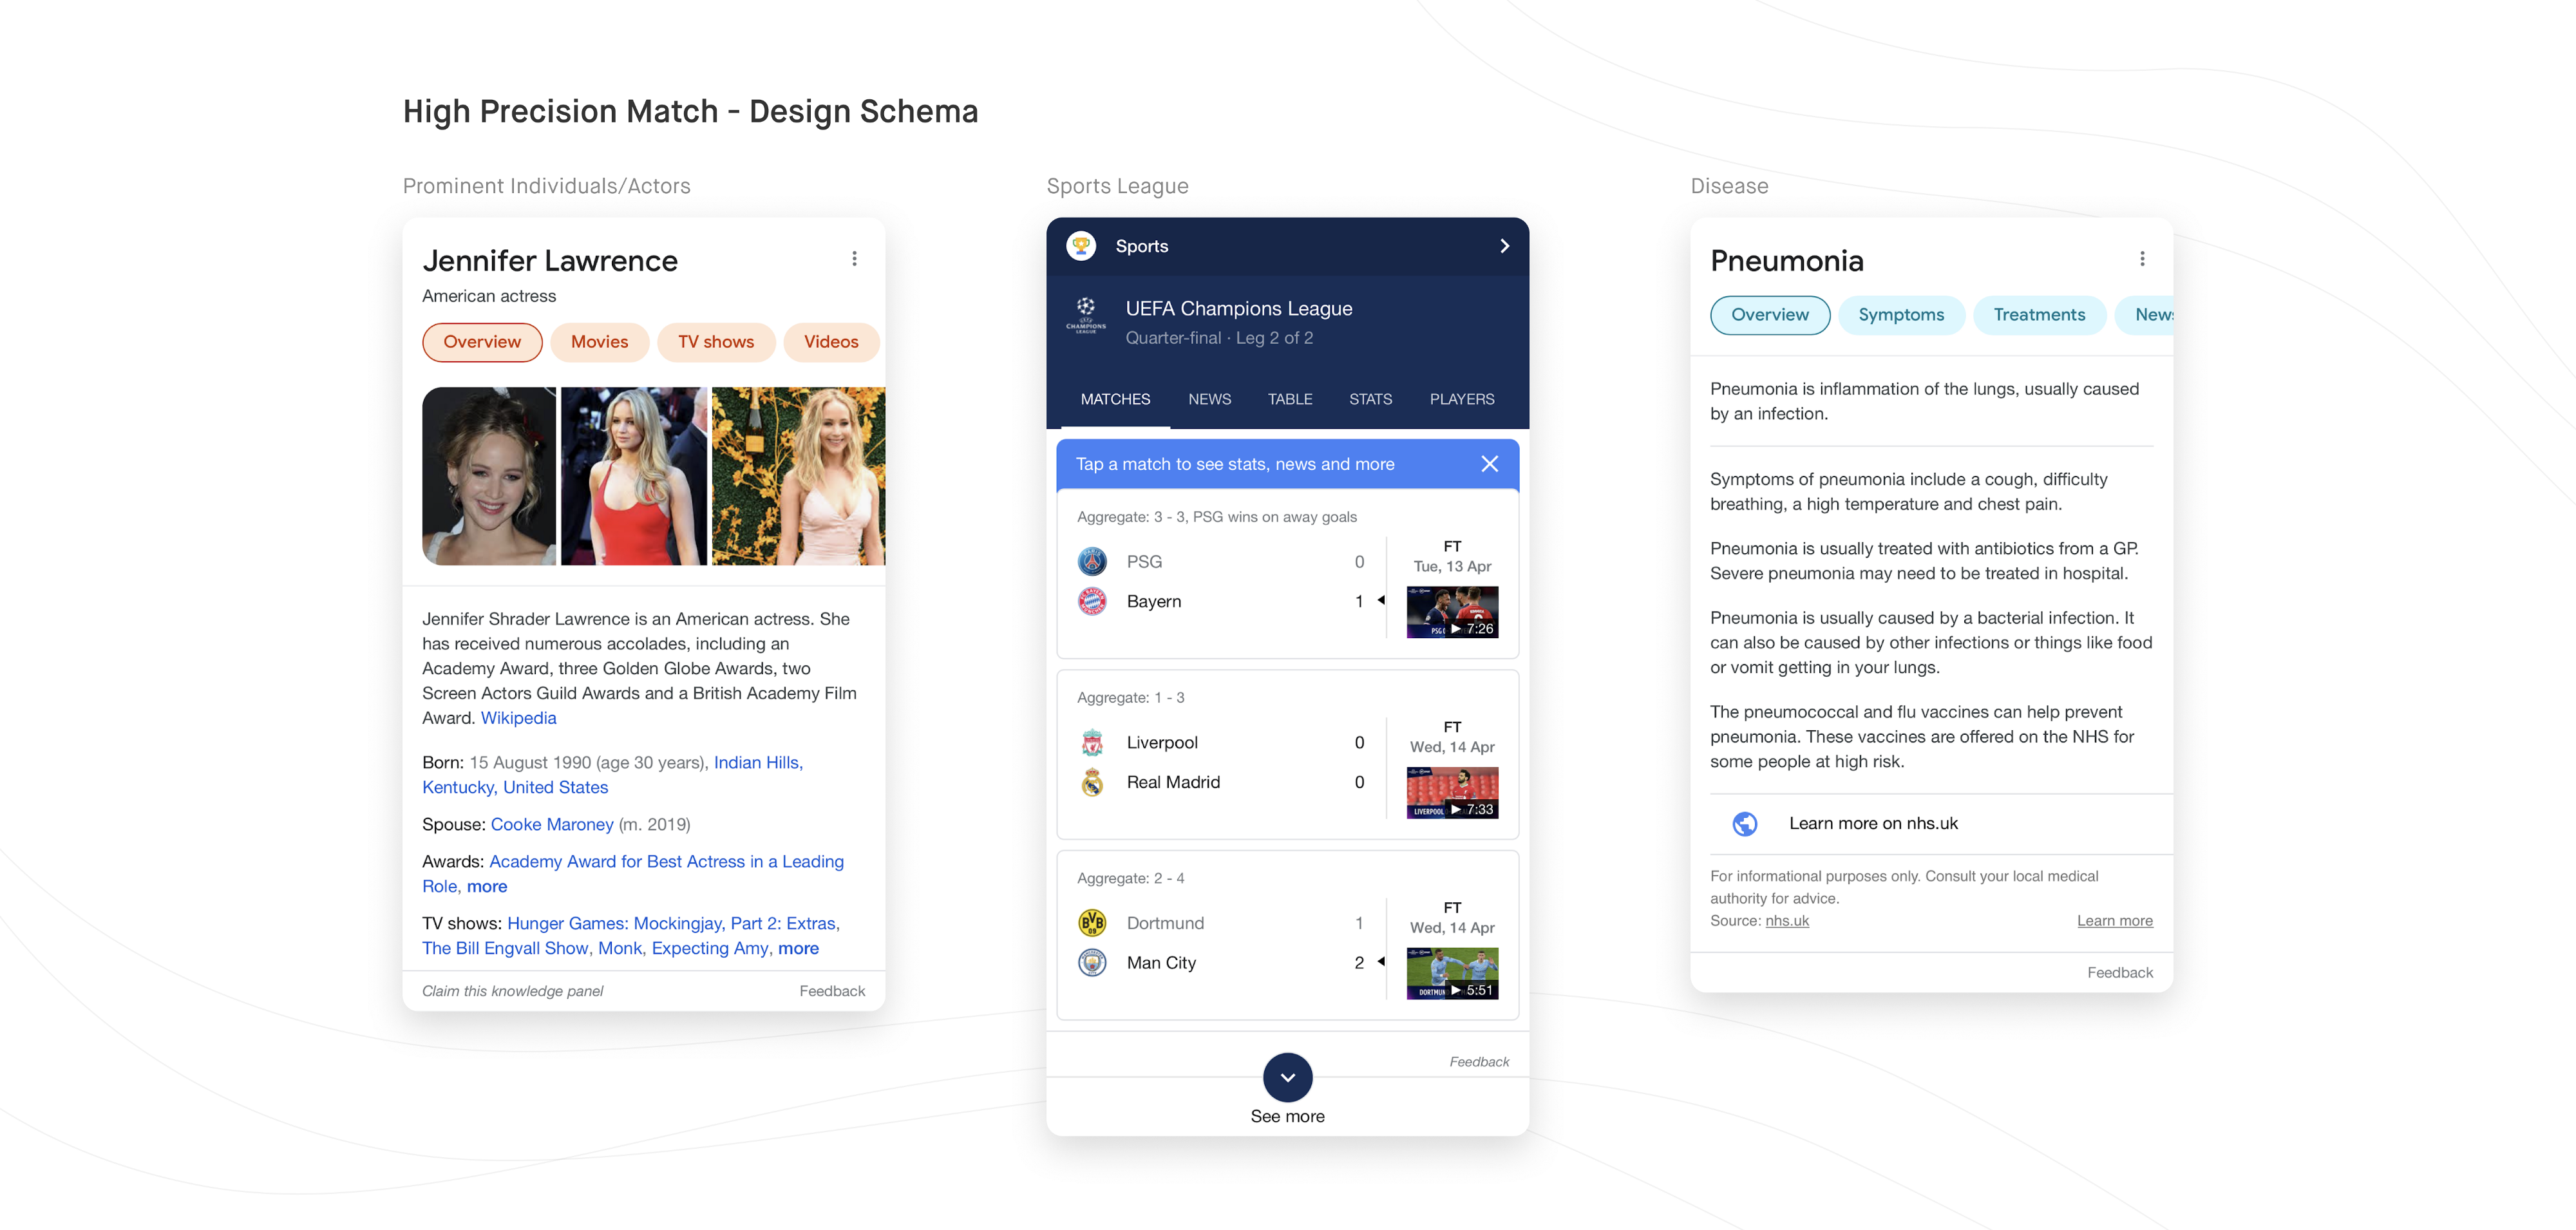 High Precision Match - Design Schema
Prominent Individuals/Actors
Jennifer Lawrence
American actress
Overview
Movies
TV shows
Videos
Jennifer Shrader Lawrence is an American actress. She
has received numerous accolades, including an
Academy Award, three Golden Globe Awards, two
Screen Actors Guild Awards and a British Academy Film
Award. Wikipedia
Born: 15 August 1990 (age 30 years), Indian Hills,
Kentucky, United States
Spouse: Cooke Maroney (m. 2019)
Awards: Academy Award for Best Actress in a Leading
Role, more
TV shows: Hunger Games: Mockingjay, Part 2: Extras,
The Bill Engvall Show, Monk, Expecting Amy, more
Claim this knowledge panel
Feedback
Sports League
Sports
CHAMPIONS
LEAGUE
UEFA Champions League
Quarter-final · Leg 2 of 2
MATCHES
NEWS
TABLE
STATS
PLAYERS
Tap a match to see stats, news and more
Aggregate: 3 - 3, PSG wins on away goals
PSG 0
Bayern 1
FT
Tue, 13 Apr
PSG
7:26
Aggregate: 1 - 3
Liverpool 0
Real Madrid 0
FT
Wed, 14 Apr
LIVERPOOL
7:33
Aggregate: 2 - 4
BVB
09
Dortmund 1
Man City 2
FT
Wed, 14 Apr
DORTMUN
5:51
Feedback
See more
Disease
Pneumonia
Overview
Symptoms
Treatments
News
Pneumonia is inflammation of the lungs, usually caused
by an infection.
Symptoms of pneumonia include a cough, difficulty
breathing, a high temperature and chest pain.
Pneumonia is usually treated with antibiotics from a GP.
Severe pneumonia may need to be treated in hospital.
Pneumonia is usually caused by a bacterial infection. It
can also be caused by other infections or things like food
or vomit getting in your lungs.
The pneumococcal and flu vaccines can help prevent
pneumonia. These vaccines are offered on the NHS for
some people at high risk.
Learn more on nhs.uk
For informational purposes only. Consult your local medical
authority for advice.
Source: nhs.uk
Learn more
Feedback